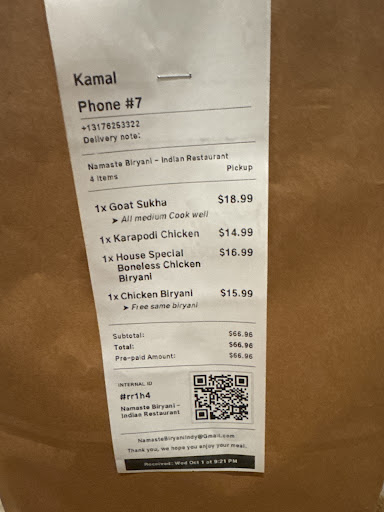 Kamal
Phone #7
+13176253322
Delivery note:
Namaste Biryani - Indian Restaurant
4 items Pickup
1x Goat Sukha $18.99
➤ All medium Cook well
1x Karapodi Chicken $14.99
1x House Special $16.99
Boneless Chicken
Biryani
1x Chicken Biryani $15.99
➤ Free same biryani
Subtotal: $66.96
Total: $66.96
Pre-paid Amount: $66.96
INTERNAL ID
#rr1h4
Namaste Biryani -
Indian Restaurant
NamasteBiryaniIndy@Gmail.com
Thank you, we hope you enjoy your meal.
Received: Wed Oct 1 at 9:21 PM